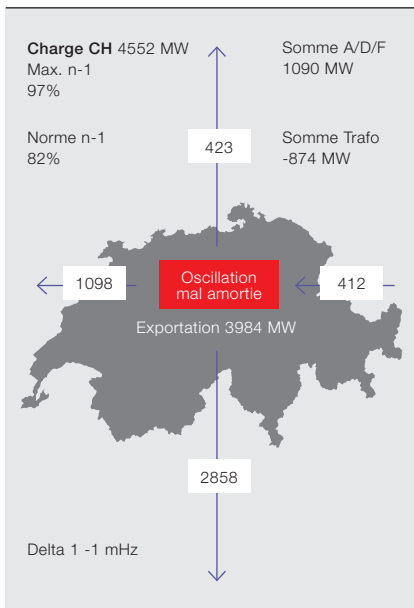 Charge CH 4552 MW
Max. n-1
97%
Somme A/D/F
1090 MW
Norme n-1
82%
423
Somme Trafo
-874 MW
1098
Oscillation
mal amortie
412
Exportation 3984 MW
2858
Delta 1 -1 mHz